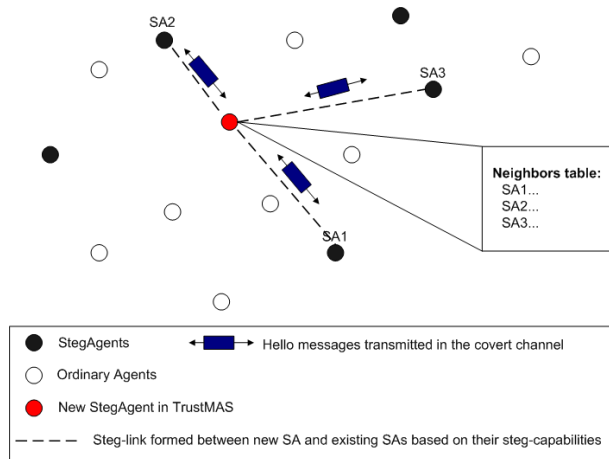 SA2
SA3
Neighbors table:
SA1...
SA2...
SA3...
SA1
StegAgents
Hello messages transmitted in the covert channel
Ordinary Agents
New StegAgent in TrustMAS
Steg-link formed between new SA and existing SAs based on their steg-capabilities